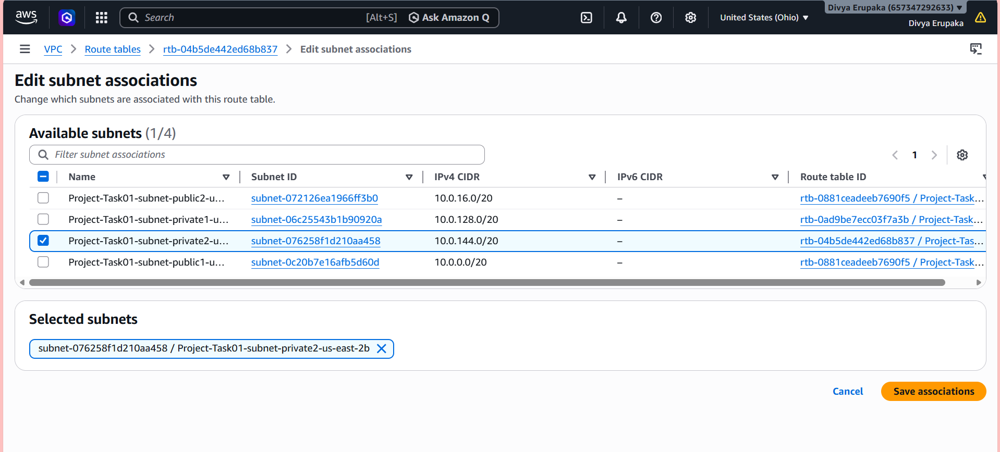 aws
Search [Alt+S] Ask Amazon Q
United States (Ohio)
Divya Erupaka (657347292633)
Divya Erupaka
VPC Route tables rtb-04b5de442ed68b837 Edit subnet associations
Edit subnet associations
Change which subnets are associated with this route table.
Available subnets (1/4)
Filter subnet associations
1
Name Subnet ID IPv4 CIDR IPv6 CIDR Route table ID
Project-Task01-subnet-public2-u... subnet-072126ea1966ff3b0 10.0.16.0/20 – rtb-0881ceadeeb7690f5 / Project-Task...
Project-Task01-subnet-private1-u... subnet-06c25543b1b90920a 10.0.128.0/20 – rtb-0ad9be7ecc03f7a3b / Project-Task...
Project-Task01-subnet-private2-u... subnet-076258f1d210aa458 10.0.144.0/20 – rtb-04b5de442ed68b837 / Project-Tas...
Project-Task01-subnet-public1-u... subnet-0c20b7e16afb5d60d 10.0.0.0/20 – rtb-0881ceadeeb7690f5 / Project-Task...
Selected subnets
subnet-076258f1d210aa458 / Project-Task01-subnet-private2-us-east-2b
Cancel Save associations